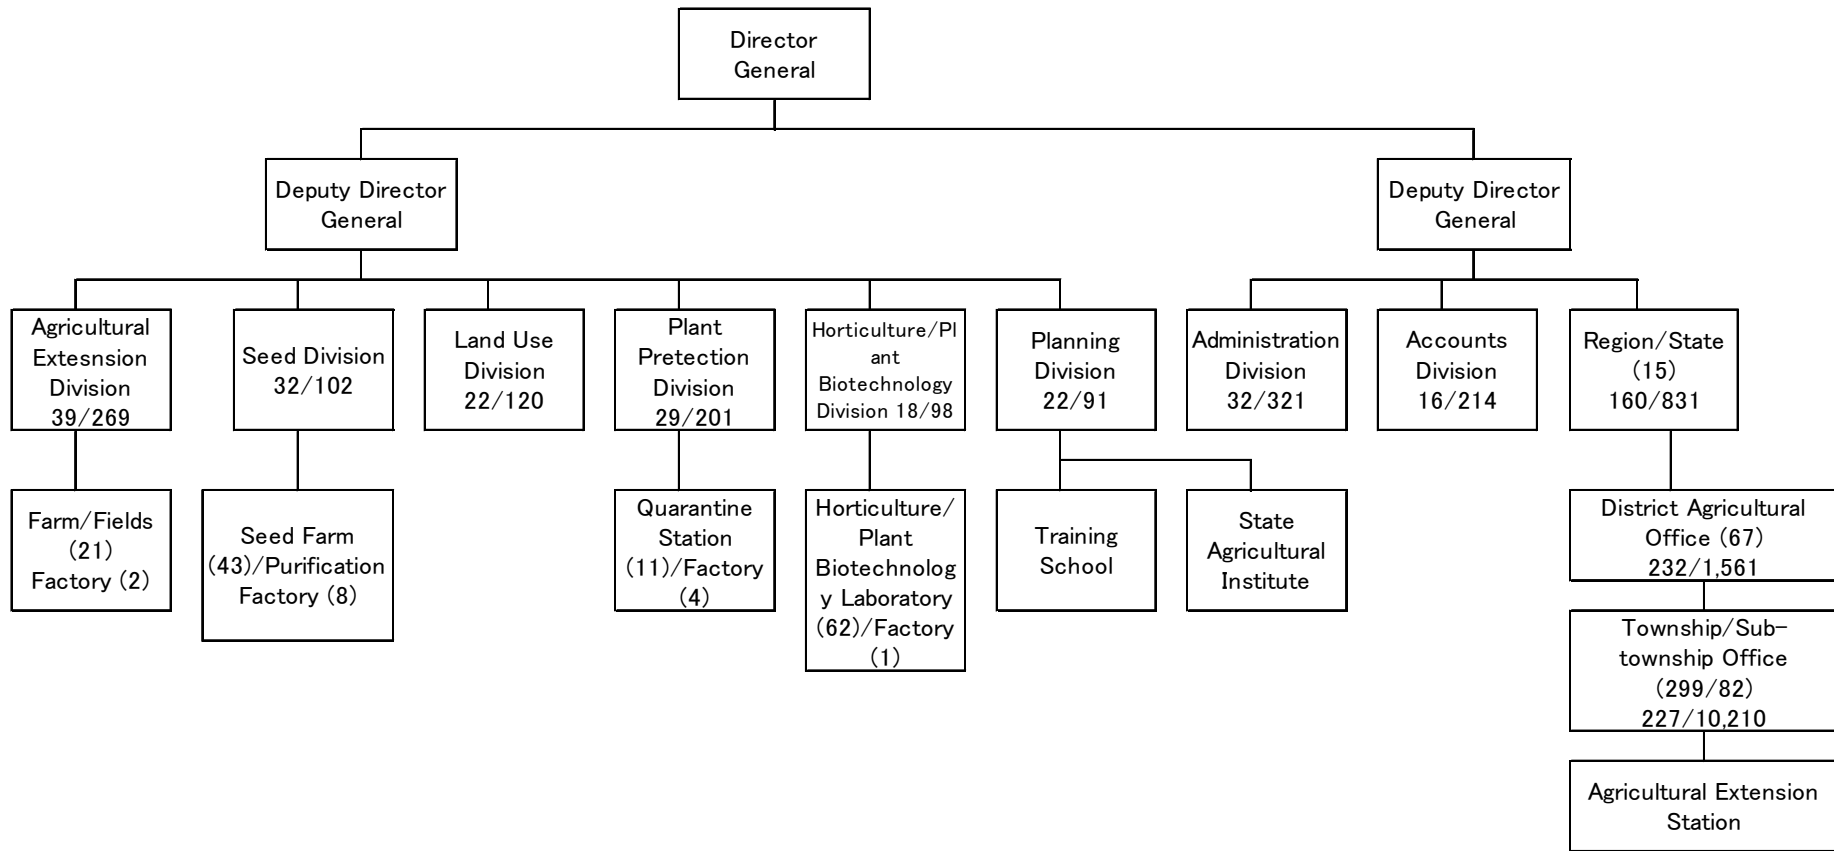 Director
General
Deputy Director
General
Deputy Director
General
Agricultural
Extesnsion
Division
39/269
Seed Division
32/102
Land Use
Division
22/120
Plant
Pretection
Division
29/201
Horticulture/Pl
ant
Biotechnology
Division 18/98
Planning
Division
22/91
Administration
Division
32/321
Accounts
Division
16/214
Region/State
(15)
160/831
Farm/Fields
(21)
Factory (2)
Seed Farm
(43)/Purification
Factory (8)
Quarantine
Station
(11)/Factory
(4)
Horticulture/
Plant
Biotechnolog
y Laboratory
(62)/Factory
(1)
Training
School
State
Agricultural
Institute
District Agricultural
Office (67)
232/1,561
Township/Sub-
township Office
(299/82)
227/10,210
Agricultural Extension
Station